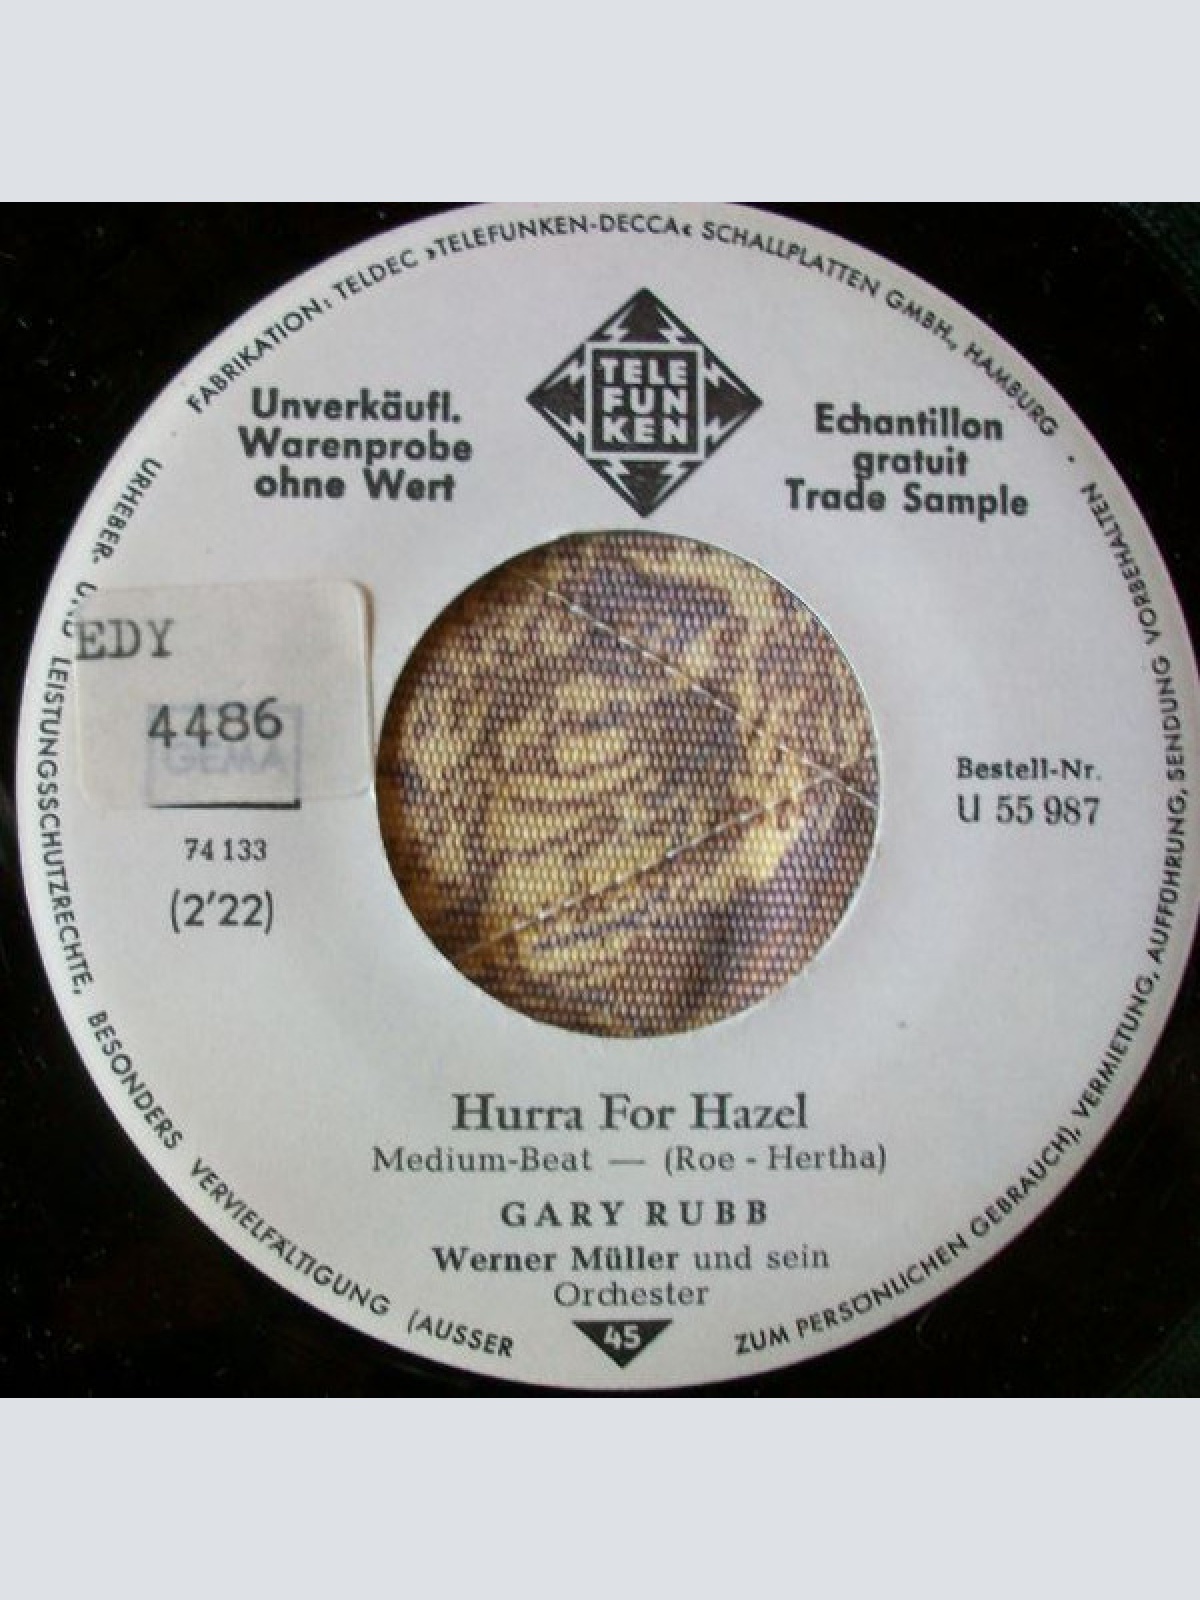 FABRIKATION: TELDEC »TELEFUNKEN-DECCA« SCHALLPLATTEN GMBH., HAMBURG ·
URHEBER- UND LEISTUNGSSCHUTZRECHTE, BESONDERS VERVIELFÄLTIGUNG (AUSSER
ZUM PERSÖNLICHEN GEBRAUCH), VERMIETUNG, AUFFÜHRUNG, SENDUNG VORBEHALTEN
TELE
FUN
KEN
Unverkäufl.
Warenprobe
ohne Wert
Echantillon
gratuit
Trade Sample
EDY
4486
GEMA
74 133
(2'22)
Bestell-Nr.
U 55 987
Hurra For Hazel
Medium-Beat — (Roe - Hertha)
GARY RUBB
Werner Müller und sein
Orchester
45